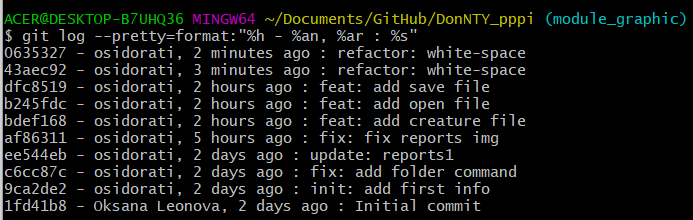 ACER@DESKTOP-B7UHQ36 MINGW64 ~/Documents/GitHub/DonNTY_pppi (module_graphic)
$ git log --pretty=format:"%h - %an, %ar : %s"
0635327 - osidorati, 2 minutes ago : refactor: white-space
43aec92 - osidorati, 3 minutes ago : refactor: white-space
dfc8519 - osidorati, 2 hours ago : feat: add save file
b245fdc - osidorati, 2 hours ago : feat: add open file
bdef168 - osidorati, 2 hours ago : feat: add creature file
af86311 - osidorati, 5 hours ago : fix: fix reports img
ee544eb - osidorati, 2 days ago : update: reports1
c6cc87c - osidorati, 2 days ago : fix: add folder command
9ca2de2 - osidorati, 2 days ago : init: add first info
1fd41b8 - Oksana Leonova, 2 days ago : Initial commit